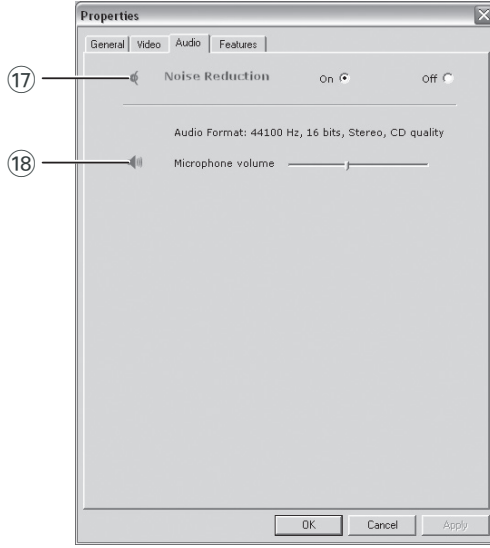 Properties
General Video Audio Features
17 Noise Reduction On Off
Audio Format: 44100 Hz, 16 bits, Stereo, CD quality
18 Microphone volume
OK Cancel Apply